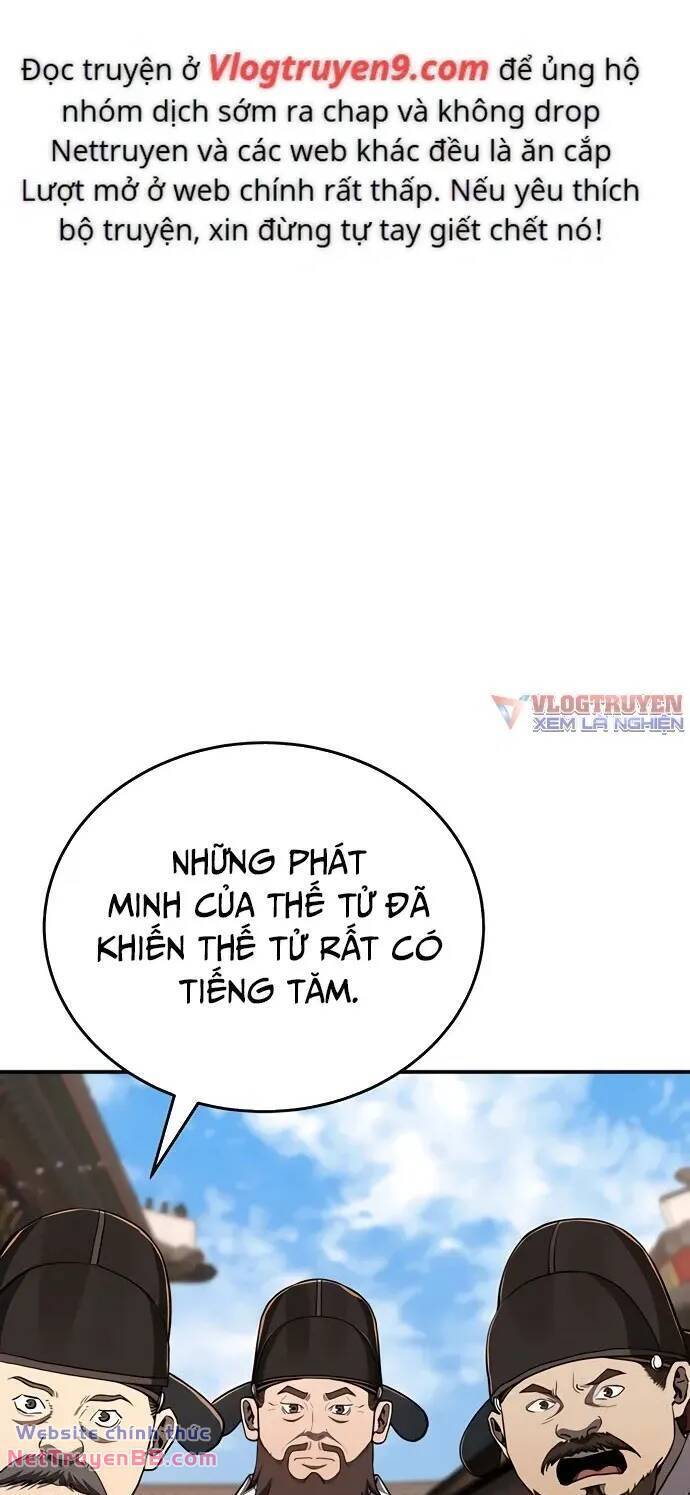 Đọc truyện ở Vlogtruyen9.com để ủng hộ
nhóm dịch sớm ra chap và không drop
Nettruyen và các web khác đều là ăn cắp
Lượt mở ở web chính rất thấp. Nếu yêu thích
bộ truyện, xin đừng tự tay giết chết nó!
VLOGTRUYEN
XEM LÀ NGHIỆN
NHỮNG PHÁT
MINH CỦA THẾ TỬ ĐÃ
KHIẾN THẾ TỬ RẤT CÓ
TIẾNG TĂM.
Website chính thức
NetTruyenBB.com